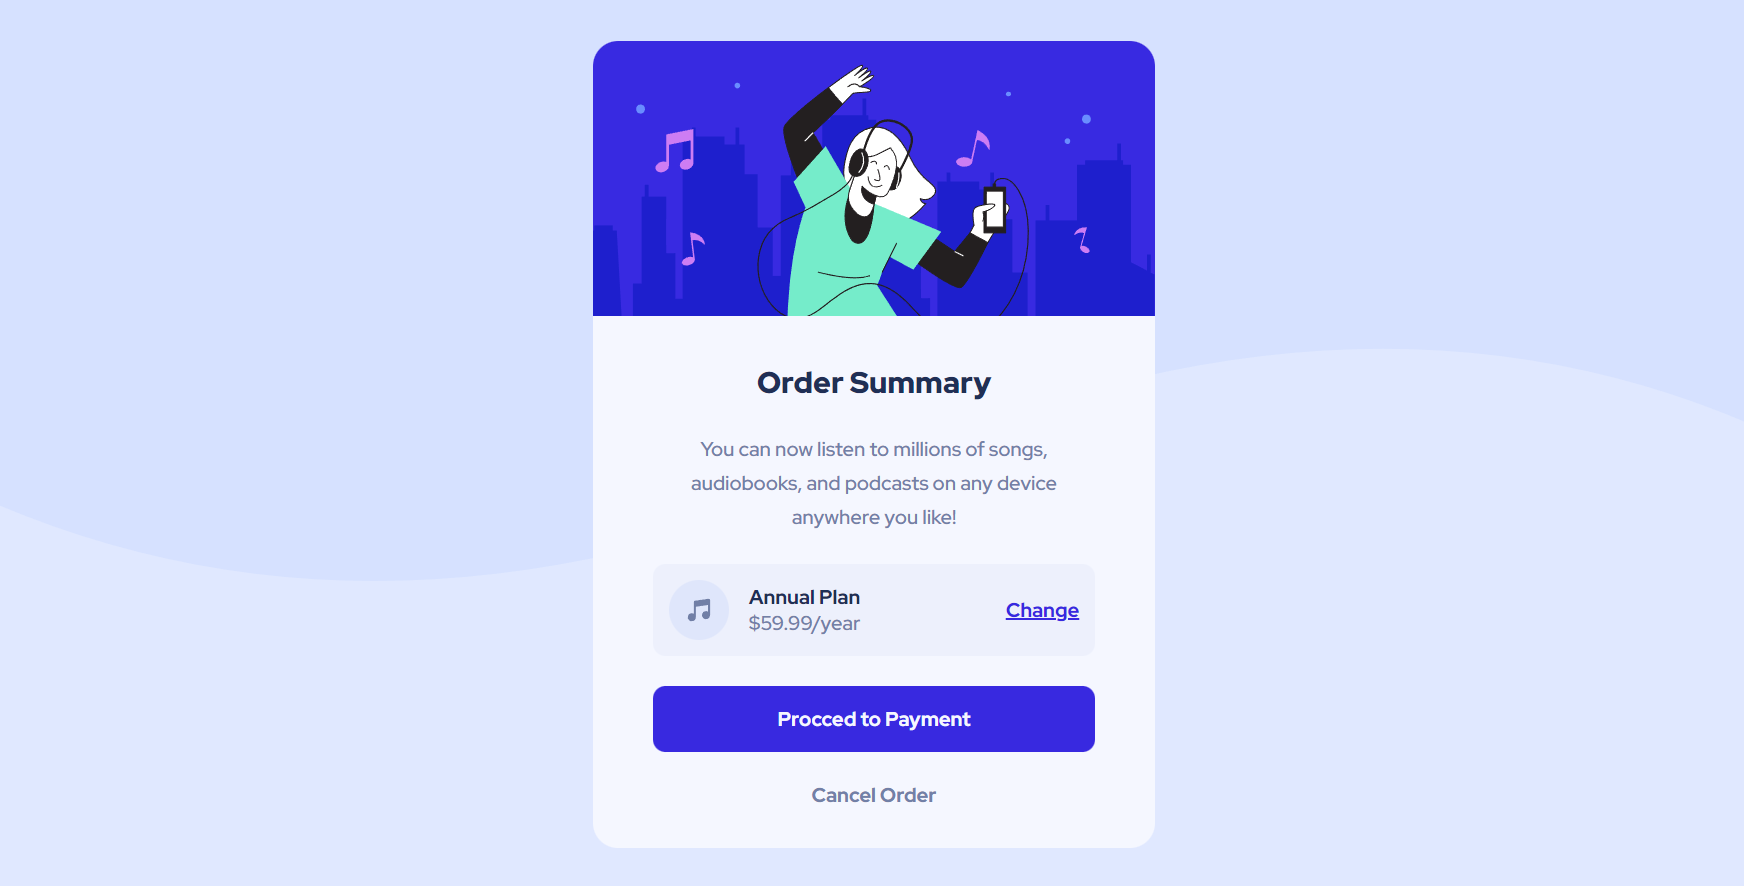 Order Summary
You can now listen to millions of songs,
audiobooks, and podcasts on any device
anywhere you like!
Annual Plan
$59.99/year
Change
Procced to Payment
Cancel Order